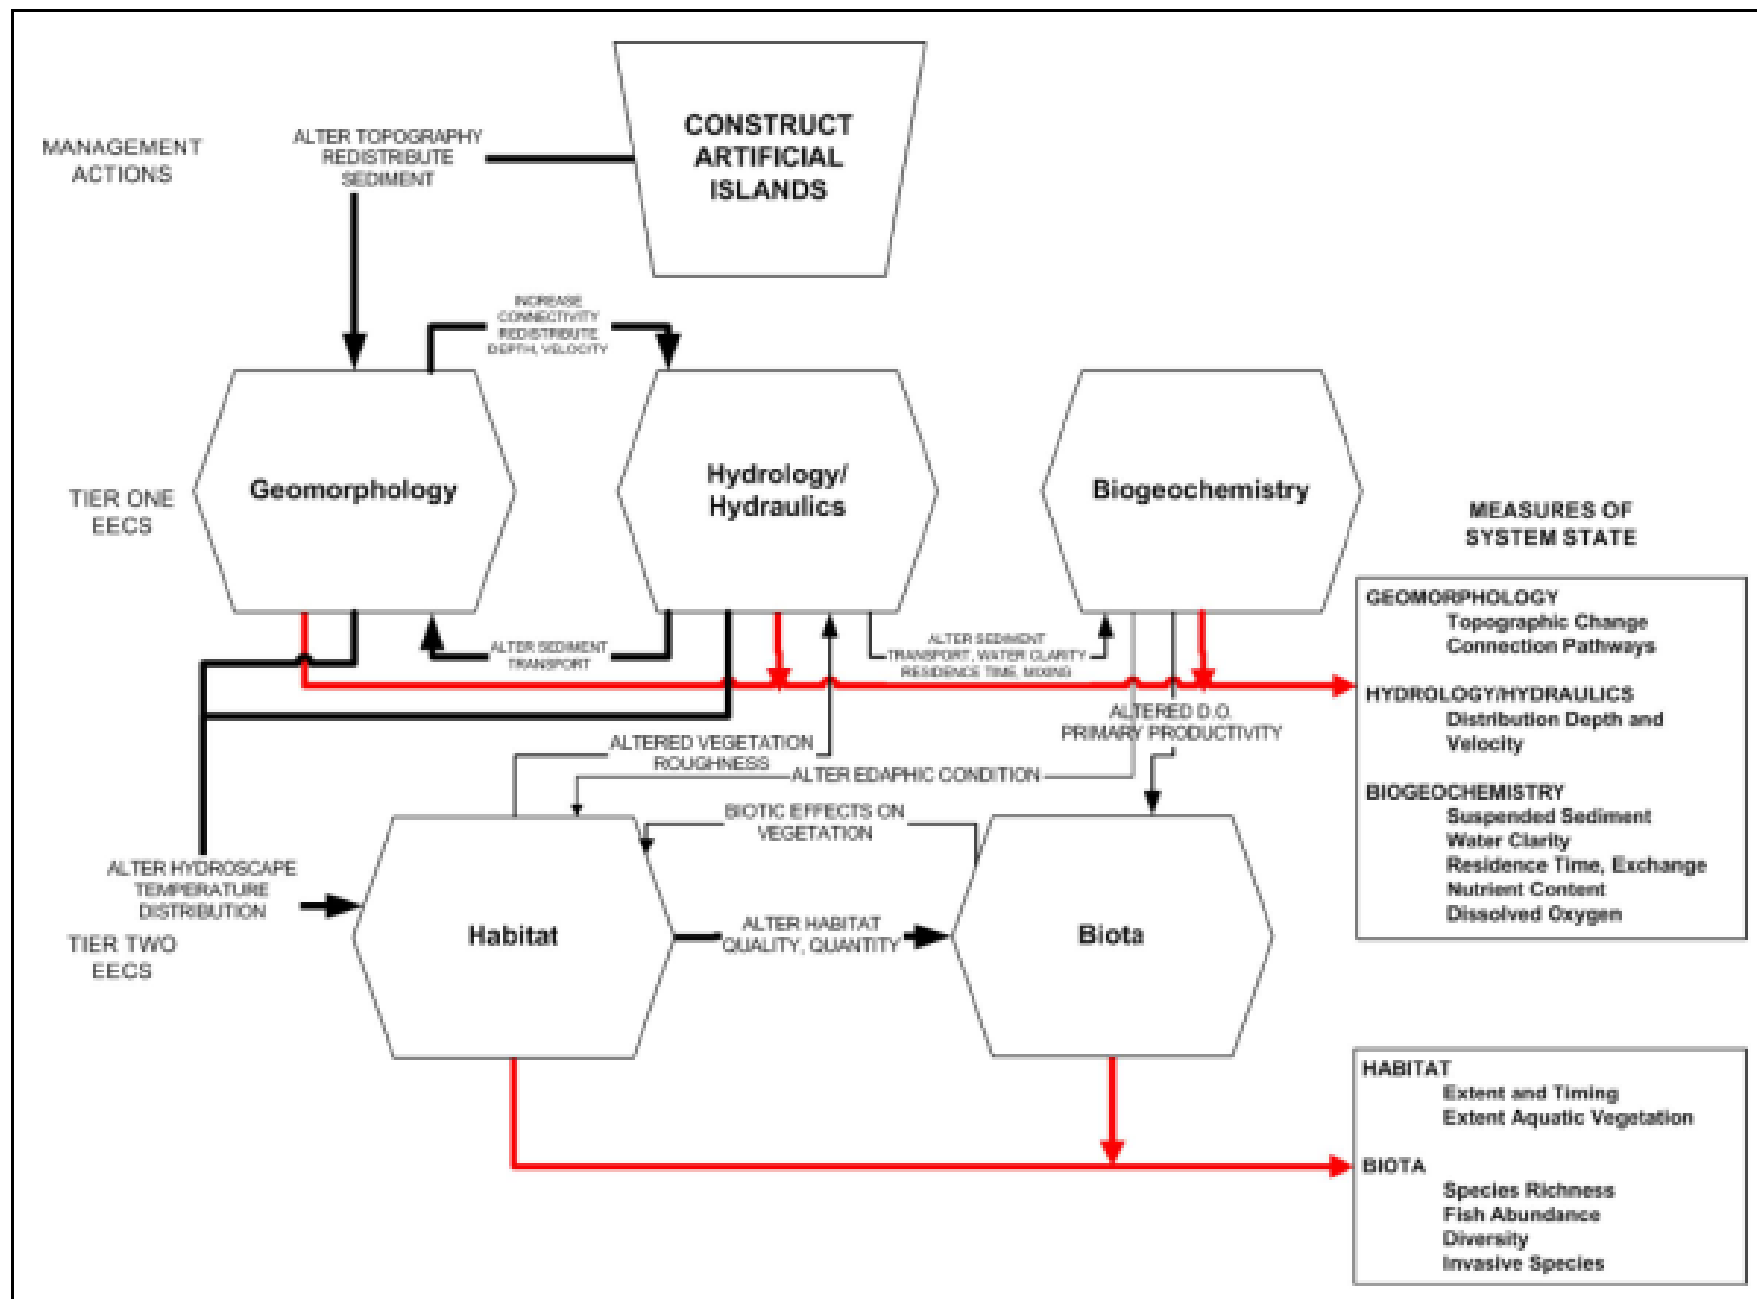 CONSTRUCT
ARTIFICIAL
ISLANDS
MANAGEMENT
ACTIONS
ALTER TOPOGRAPHY
REDISTRIBUTE
SEDIMENT
INCREASE
CONNECTIVITY
REDISTRIBUTE
DEPTH, VELOCITY
TIER ONE
EECS
Geomorphology
Hydrology/
Hydraulics
Biogeochemistry
MEASURES OF
SYSTEM STATE
GEOMORPHOLOGY
Topographic Change
Connection Pathways
HYDROLOGY/HYDRAULICS
Distribution Depth and
Velocity
BIOGEOCHEMISTRY
Suspended Sediment
Water Clarity
Residence Time, Exchange
Nutrient Content
Dissolved Oxygen
ALTER SEDIMENT
TRANSPORT
ALTER SEDIMENT
TRANSPORT, WATER CLARITY
RESIDENCE TIME, MIXING
ALTERED D.O.
PRIMARY PRODUCTIVITY
ALTERED VEGETATION
ROUGHNESS
ALTER EDAPHIC CONDITION
BIOTIC EFFECTS ON
VEGETATION
ALTER HYDROSCAPE
TEMPERATURE
DISTRIBUTION
TIER TWO
EECS
Habitat
ALTER HABITAT
QUALITY, QUANTITY
Biota
HABITAT
Extent and Timing
Extent Aquatic Vegetation
BIOTA
Species Richness
Fish Abundance
Diversity
Invasive Species